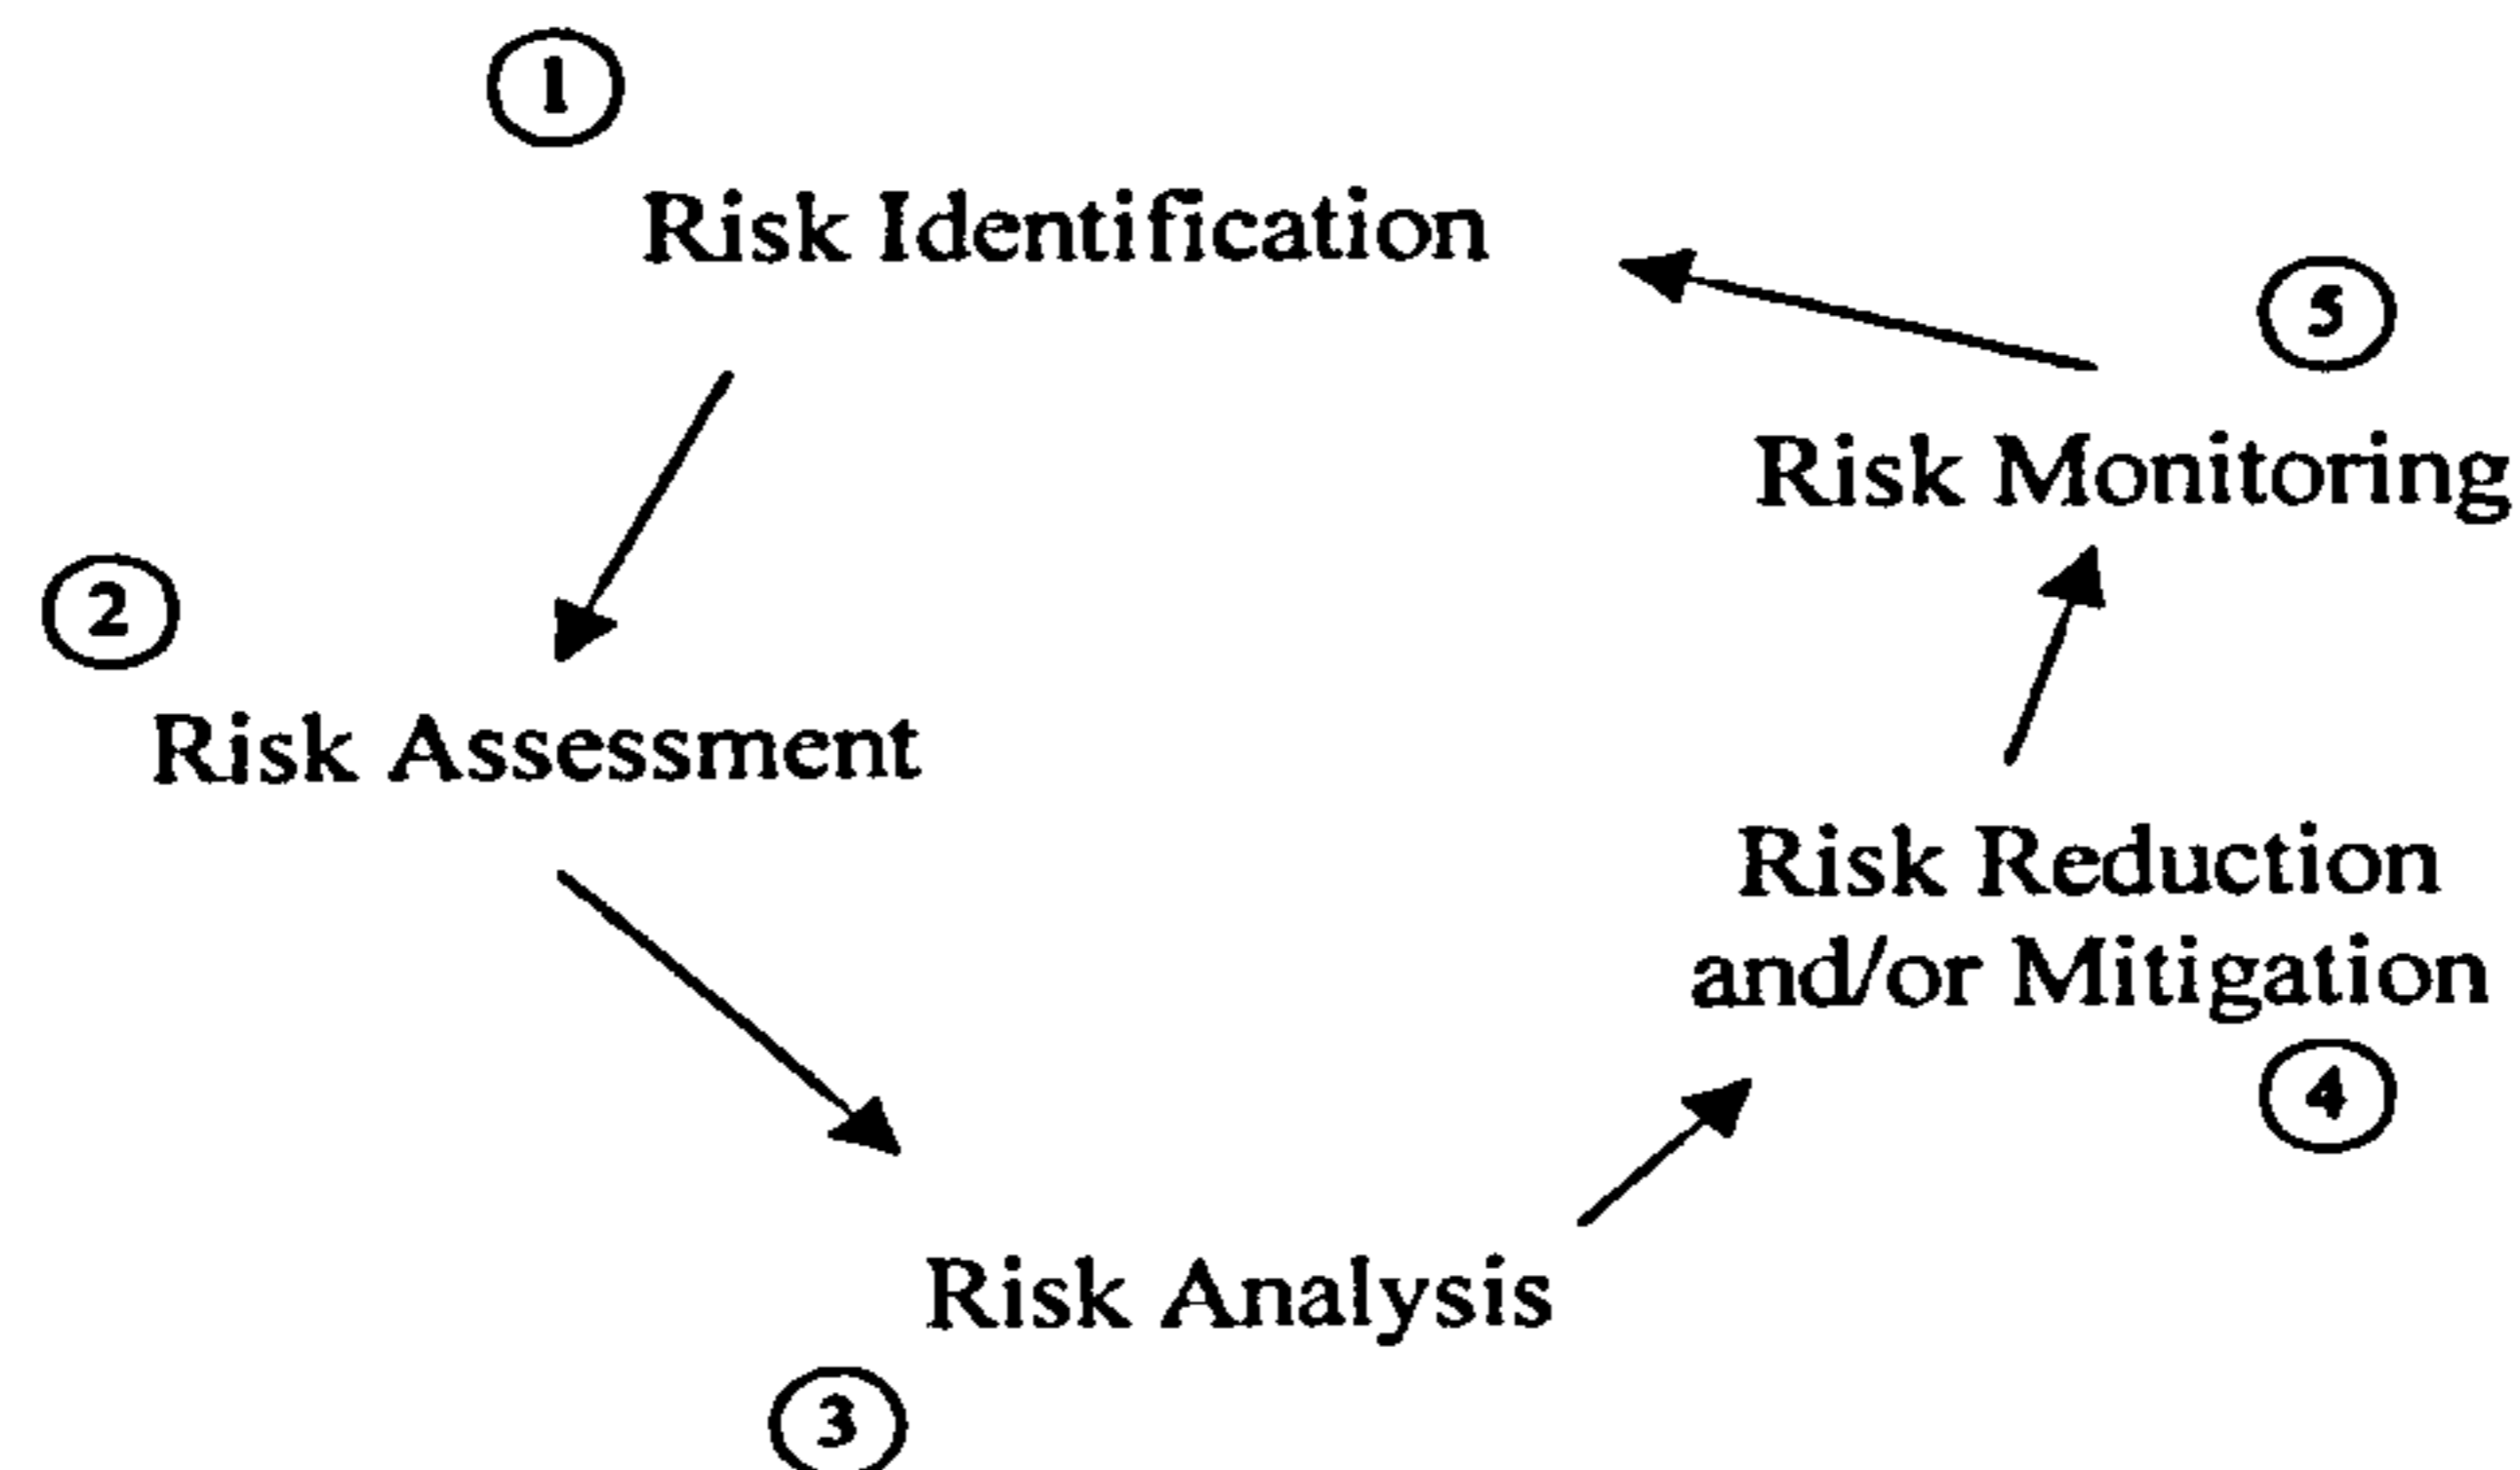 1
Risk Identification
2
Risk Assessment
3
Risk Analysis
Risk Reduction
and/or Mitigation
4
5
Risk Monitoring